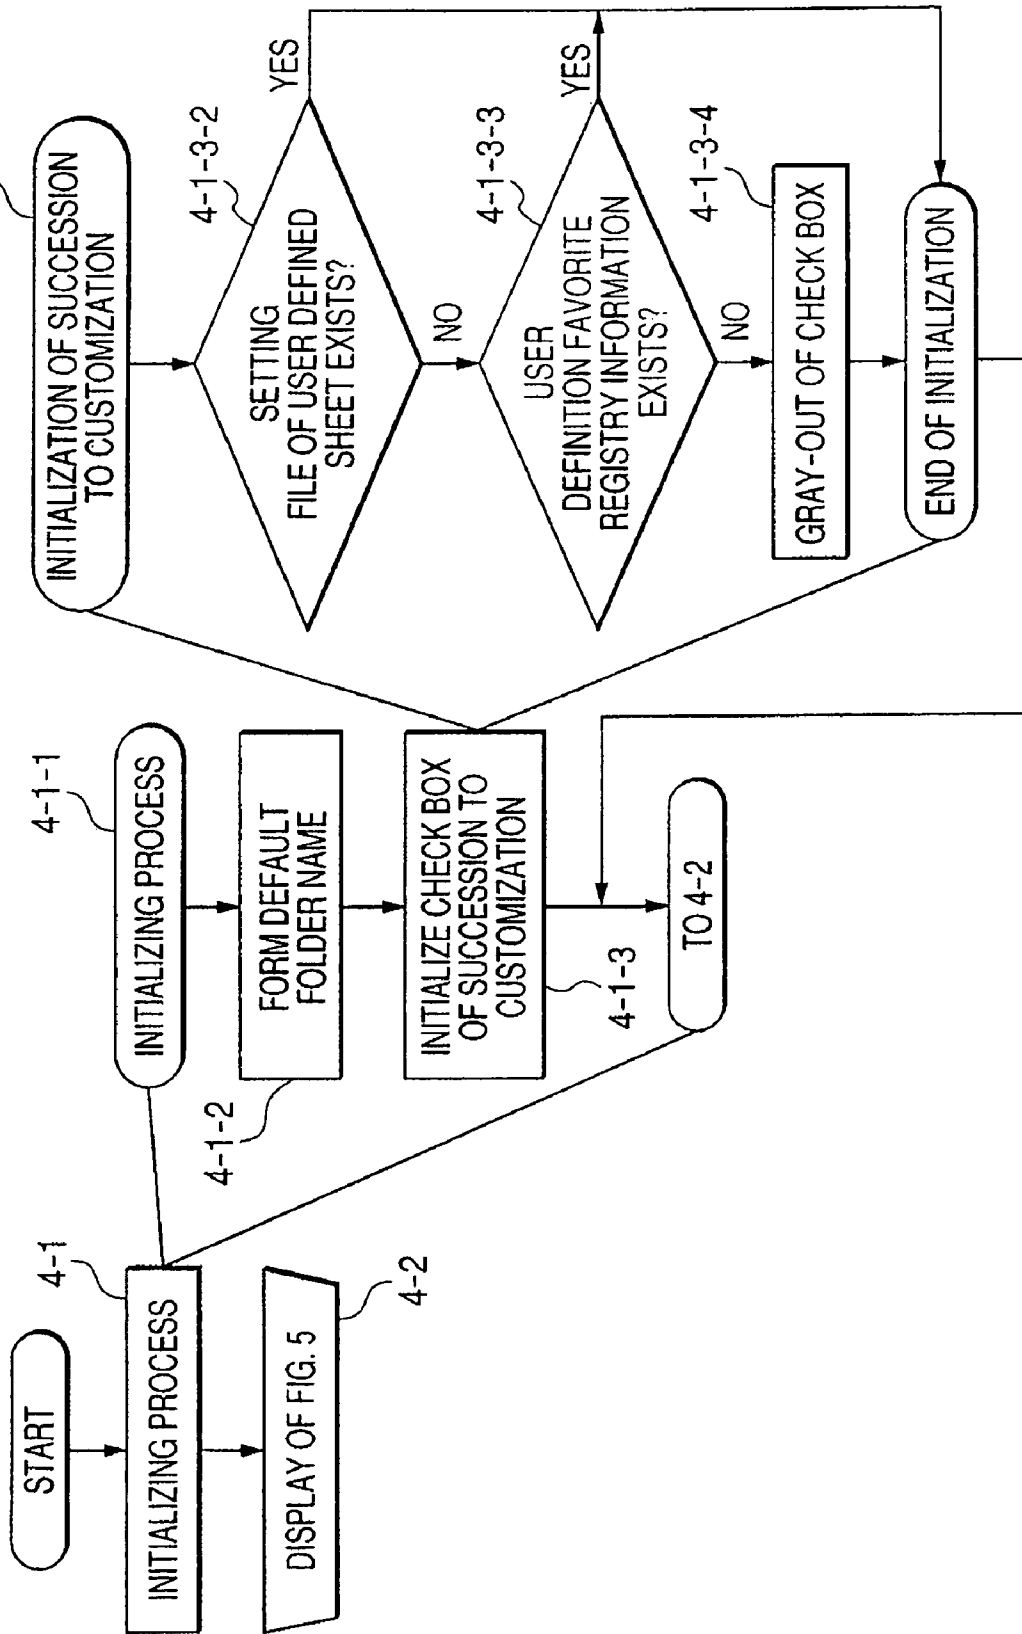 START
4-1
INITIALIZING PROCESS
DISPLAY OF FIG. 5
4-2
4-1-1
INITIALIZING PROCESS
4-1-2
FORM DEFAULT
FOLDER NAME
INITIALIZE CHECK BOX
OF SUCCESSION TO
CUSTOMIZATION
4-1-3
TO 4-2
INITIALIZATION OF SUCCESSION
TO CUSTOMIZATION
4-1-3-2
SETTING
FILE OF USER DEFINED
SHEET EXISTS?
YES
NO
4-1-3-3
USER
DEFINITION FAVORITE
REGISTRY INFORMATION
EXISTS?
YES
NO
4-1-3-4
GRAY-OUT OF CHECK BOX
END OF INITIALIZATION